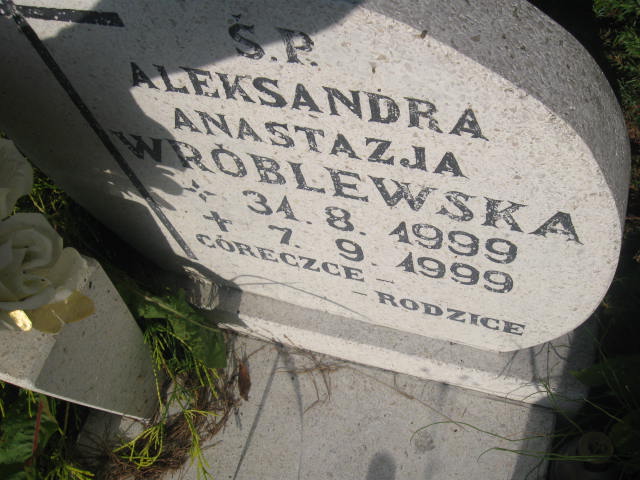 Ś.P.
ALEKSANDRA
ANASTAZJA
WRÓBLEWSKA
31. 8. 1999
+ 7. 9. 1999
CÓRECZCE –
– RODZICE